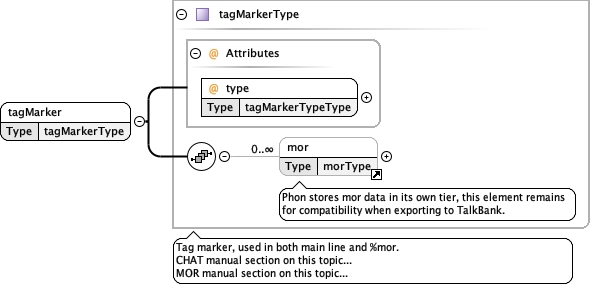 tagMarkerType
@ Attributes
@ type
Type tagMarkerTypeType
tagMarker
Type tagMarkerType
0..∞
mor
Type morType
Phon stores mor data in its own tier, this element remains
for compatibility when exporting to TalkBank.
Tag marker, used in both main line and %mor.
CHAT manual section on this topic...
MOR manual section on this topic...